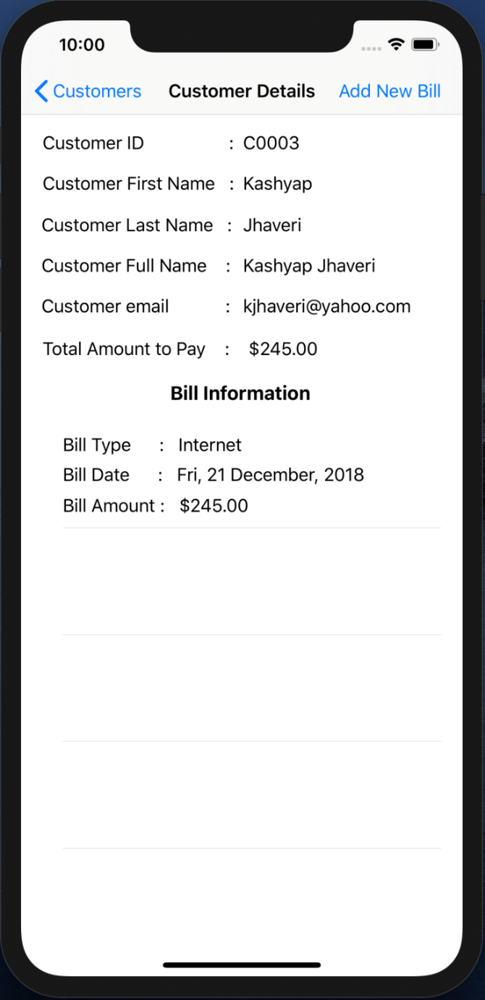 10:00
Customers Customer Details Add New Bill
Customer ID : C0003
Customer First Name : Kashyap
Customer Last Name : Jhaveri
Customer Full Name : Kashyap Jhaveri
Customer email : kjhaveri@yahoo.com
Total Amount to Pay : $245.00
Bill Information
Bill Type : Internet
Bill Date : Fri, 21 December, 2018
Bill Amount : $245.00